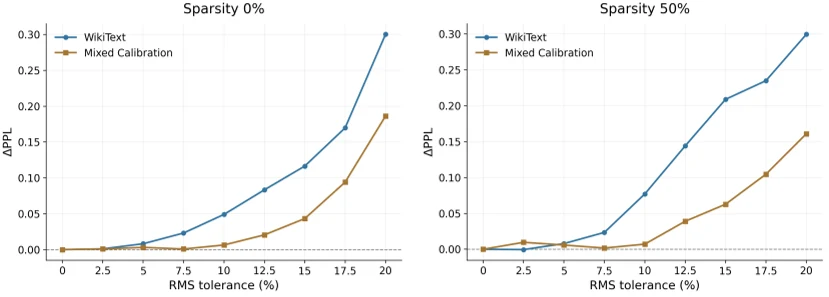 Sparsity 0%
ΔPPL
0.30
0.25
0.20
0.15
0.10
0.05
0.00
WikiText
Mixed Calibration
0 2.5 5 7.5 10 12.5 15 17.5 20
RMS tolerance (%)
Sparsity 50%
ΔPPL
0.30
0.25
0.20
0.15
0.10
0.05
0.00
WikiText
Mixed Calibration
0 2.5 5 7.5 10 12.5 15 17.5 20
RMS tolerance (%)